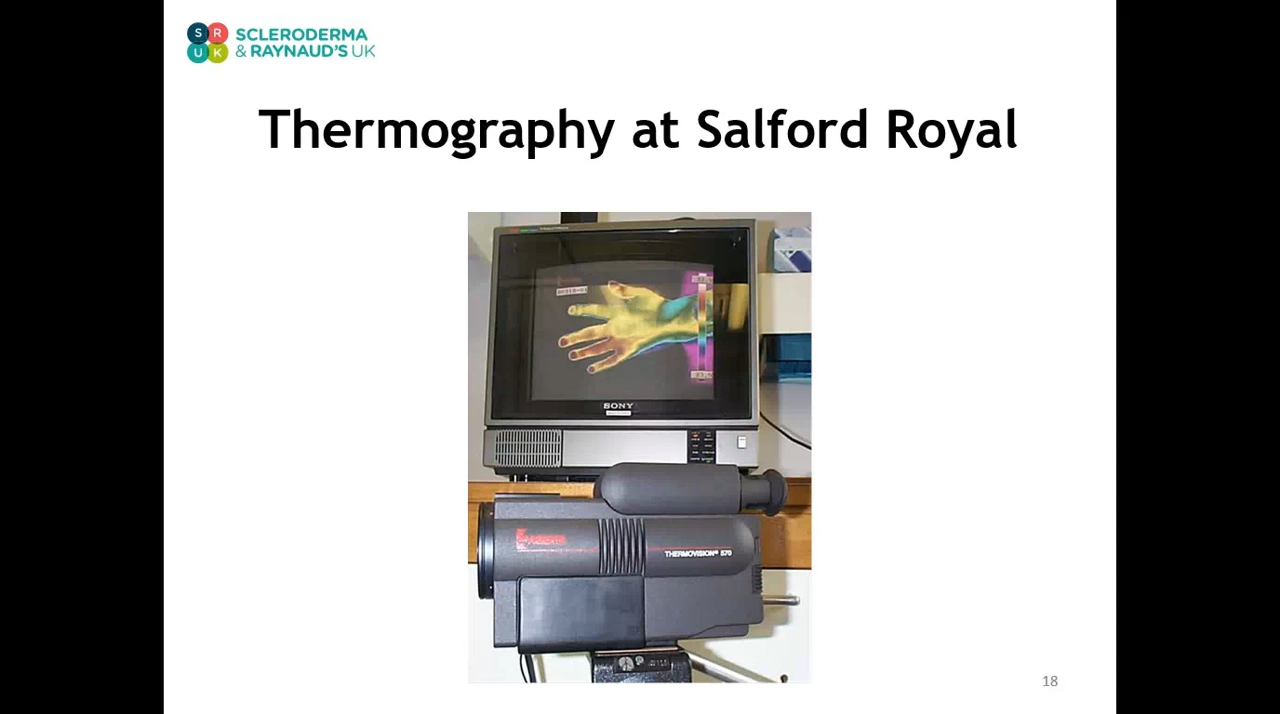 S R
U K
SCLERODERMA
& RAYNAUD'S UK
Thermography at Salford Royal
SONY
THERMOVISION® 570
18